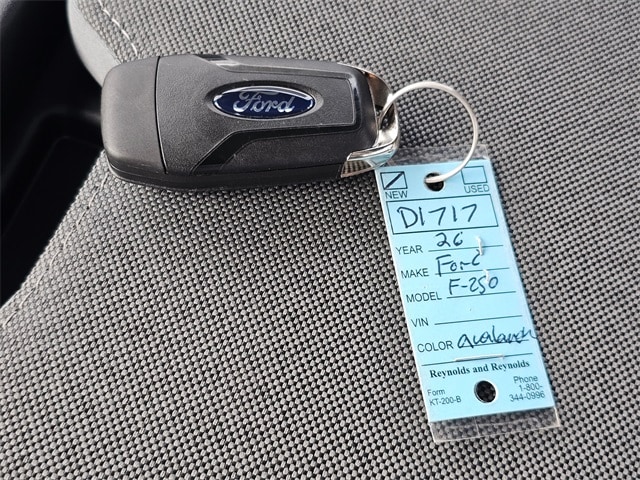 Ford
NEW USED
D1717
YEAR 26
MAKE Ford
MODEL F-250
VIN
COLOR Avalanch
Reynolds and Reynolds
Form
KT-200-B
Phone
1-800-
344-0996